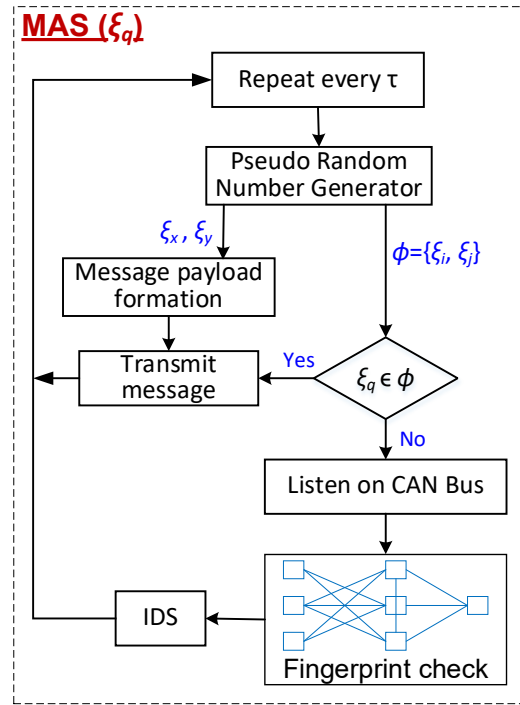 MAS (ξq)
Repeat every τ
Pseudo Random
Number Generator
ξx , ξy
ϕ={ξi, ξj}
Message payload
formation
Transmit
message
Yes
ξq ϵ ϕ
No
Listen on CAN Bus
IDS
Fingerprint check